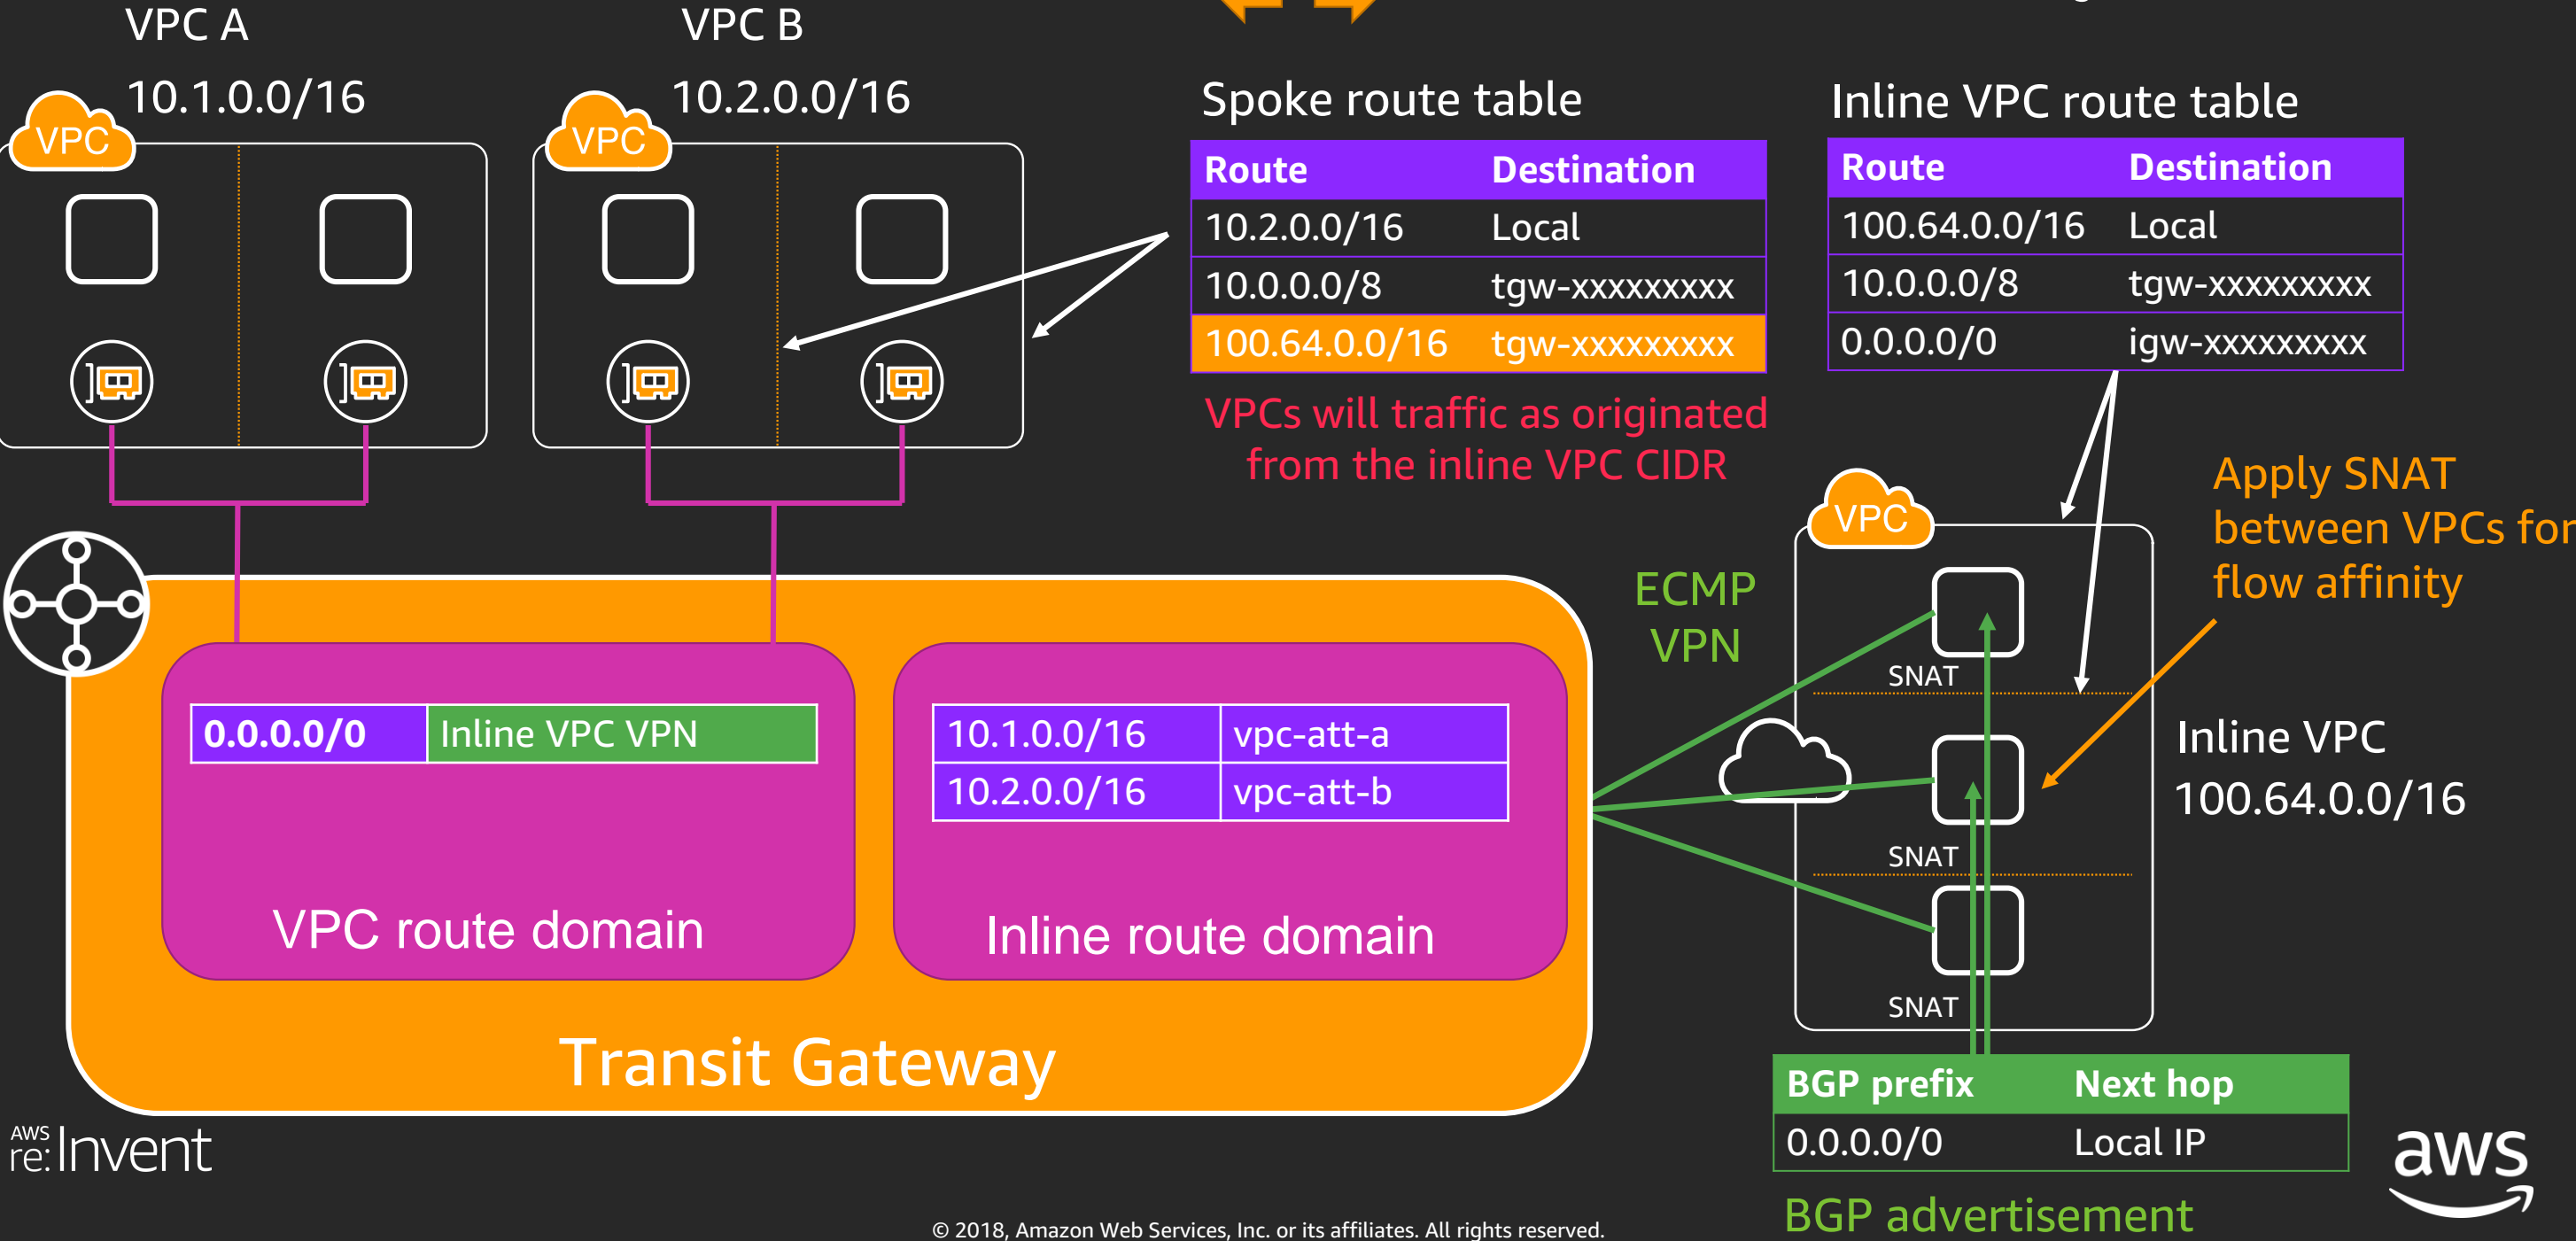 VPC A
10.1.0.0/16
VPC
VPC B
10.2.0.0/16
VPC
Spoke route table
Route Destination
10.2.0.0/16 Local
10.0.0.0/8 tgw-xxxxxxxxx
100.64.0.0/16 tgw-xxxxxxxxx
VPCs will traffic as originated
from the inline VPC CIDR
Inline VPC route table
Route Destination
100.64.0.0/16 Local
10.0.0.0/8 tgw-xxxxxxxxx
0.0.0.0/0 igw-xxxxxxxxx
Apply SNAT
between VPCs for
flow affinity
VPC
ECMP
VPN
SNAT
SNAT
SNAT
Inline VPC
100.64.0.0/16
0.0.0.0/0 Inline VPC VPN
VPC route domain
10.1.0.0/16 vpc-att-a
10.2.0.0/16 vpc-att-b
Inline route domain
Transit Gateway
BGP prefix Next hop
0.0.0.0/0 Local IP
BGP advertisement
AWS
re:Invent
© 2018, Amazon Web Services, Inc. or its affiliates. All rights reserved.
aws